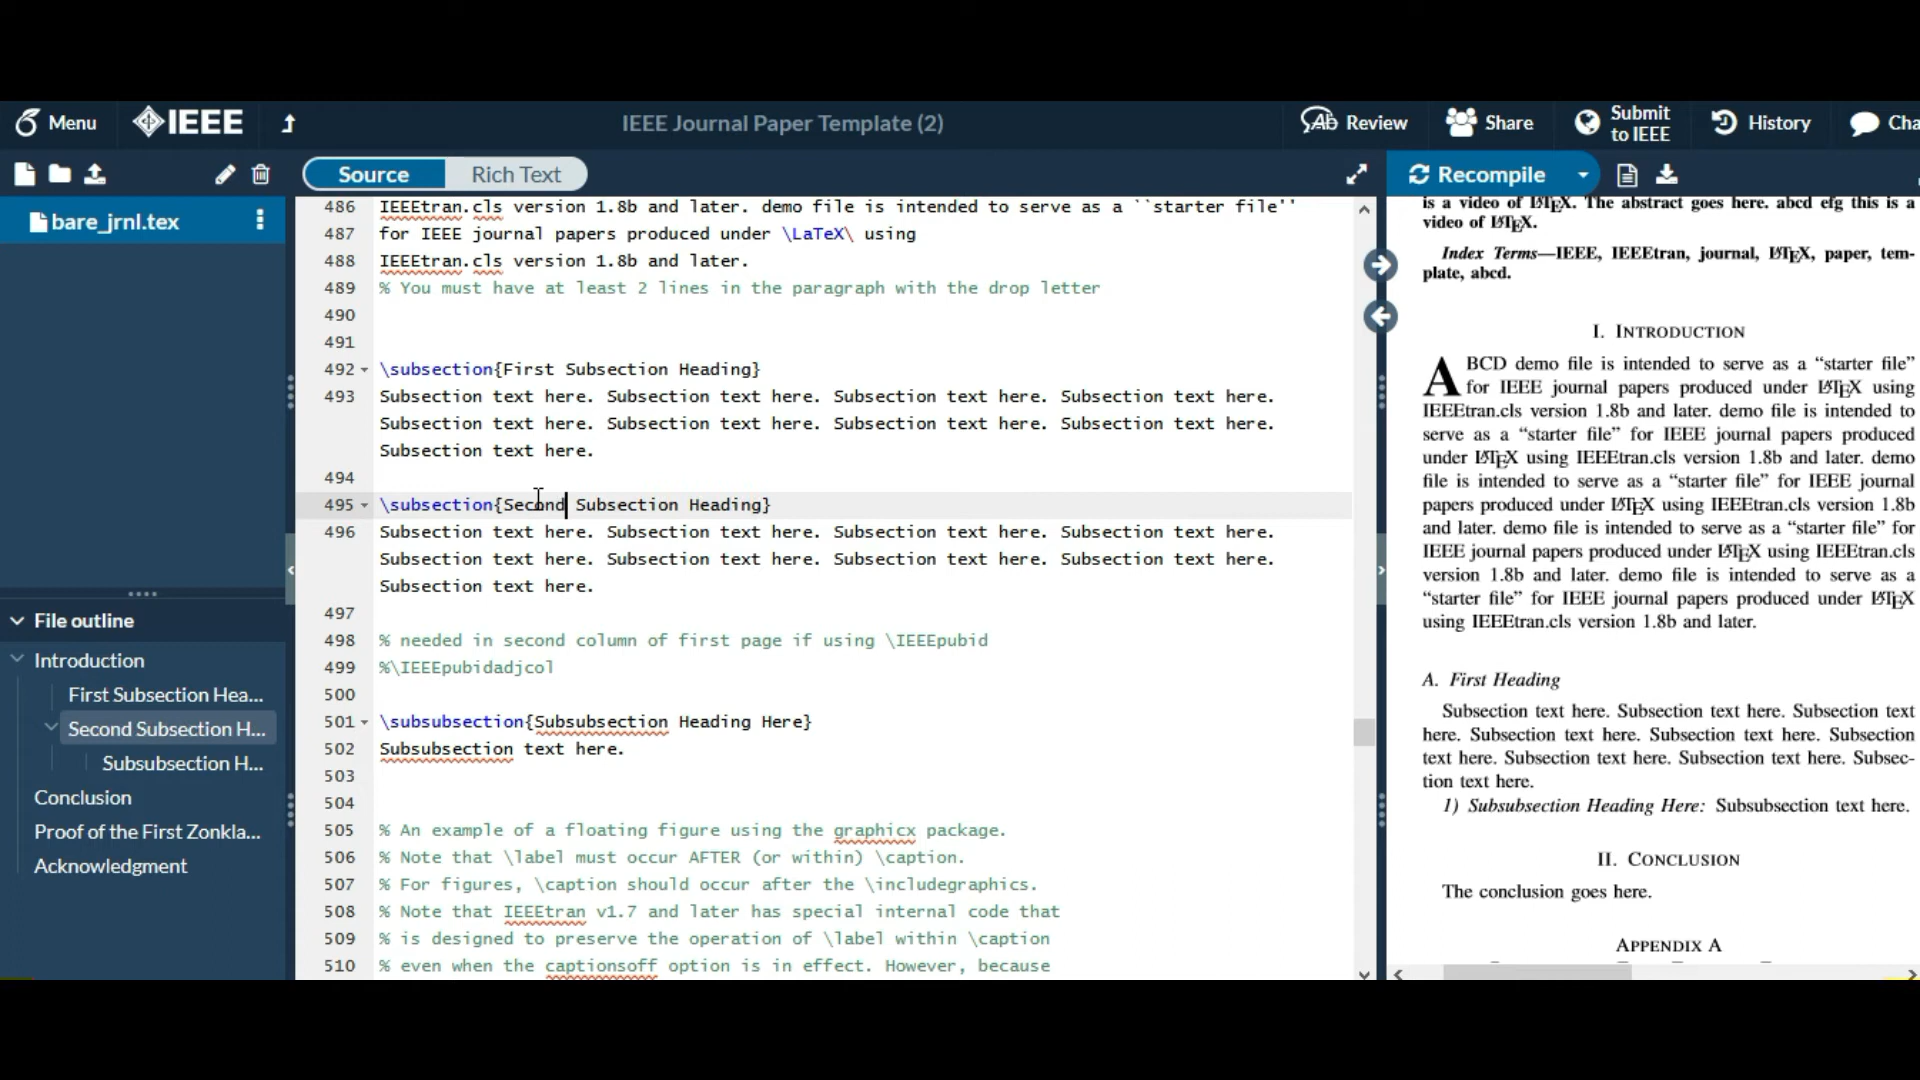 Menu
IEEE
IEEE Journal Paper Template (2)
Review
Share
Submit
to IEEE
History
Cha
Source
Rich Text
Recompile
bare_jrnl.tex
File outline
Introduction
First Subsection Hea...
Second Subsection H...
Subsubsection H...
Conclusion
Proof of the First Zonkla...
Acknowledgment
486 IEEEtran.cls version 1.8b and later. demo file is intended to serve as a ``starter file''
487 for IEEE journal papers produced under \LaTeX\ using
488 IEEEtran.cls version 1.8b and later.
489 % You must have at least 2 lines in the paragraph with the drop letter
490
491
492 \subsection{First Subsection Heading}
493 Subsection text here. Subsection text here. Subsection text here. Subsection text here.
Subsection text here. Subsection text here. Subsection text here. Subsection text here.
Subsection text here.
494
495 \subsection{Second Subsection Heading}
496 Subsection text here. Subsection text here. Subsection text here. Subsection text here.
Subsection text here. Subsection text here. Subsection text here. Subsection text here.
Subsection text here.
497
498 % needed in second column of first page if using \IEEEpubid
499 %\IEEEpubidadjcol
500
501 \subsubsection{Subsubsection Heading Here}
502 Subsubsection text here.
503
504
505 % An example of a floating figure using the graphicx package.
506 % Note that \label must occur AFTER (or within) \caption.
507 % For figures, \caption should occur after the \includegraphics.
508 % Note that IEEEtran v1.7 and later has special internal code that
509 % is designed to preserve the operation of \label within \caption
510 % even when the captionsoff option is in effect. However, because
is a video of LATEX. The abstract goes here. abcd efg this is a
video of LATEX.
Index Terms—IEEE, IEEEtran, journal, LATEX, paper, tem-
plate, abcd.
I. INTRODUCTION
ABCD demo file is intended to serve as a “starter file”
for IEEE journal papers produced under LATEX using
IEEEtran.cls version 1.8b and later. demo file is intended to
serve as a “starter file” for IEEE journal papers produced
under LATEX using IEEEtran.cls version 1.8b and later. demo
file is intended to serve as a “starter file” for IEEE journal
papers produced under LATEX using IEEEtran.cls version 1.8b
and later. demo file is intended to serve as a “starter file” for
IEEE journal papers produced under LATEX using IEEEtran.cls
version 1.8b and later. demo file is intended to serve as a
“starter file” for IEEE journal papers produced under LATEX
using IEEEtran.cls version 1.8b and later.
A. First Heading
Subsection text here. Subsection text here. Subsection text
here. Subsection text here. Subsection text here. Subsection
text here. Subsection text here. Subsection text here. Subsec-
tion text here.
1) Subsubsection Heading Here: Subsubsection text here.
II. CONCLUSION
The conclusion goes here.
APPENDIX A